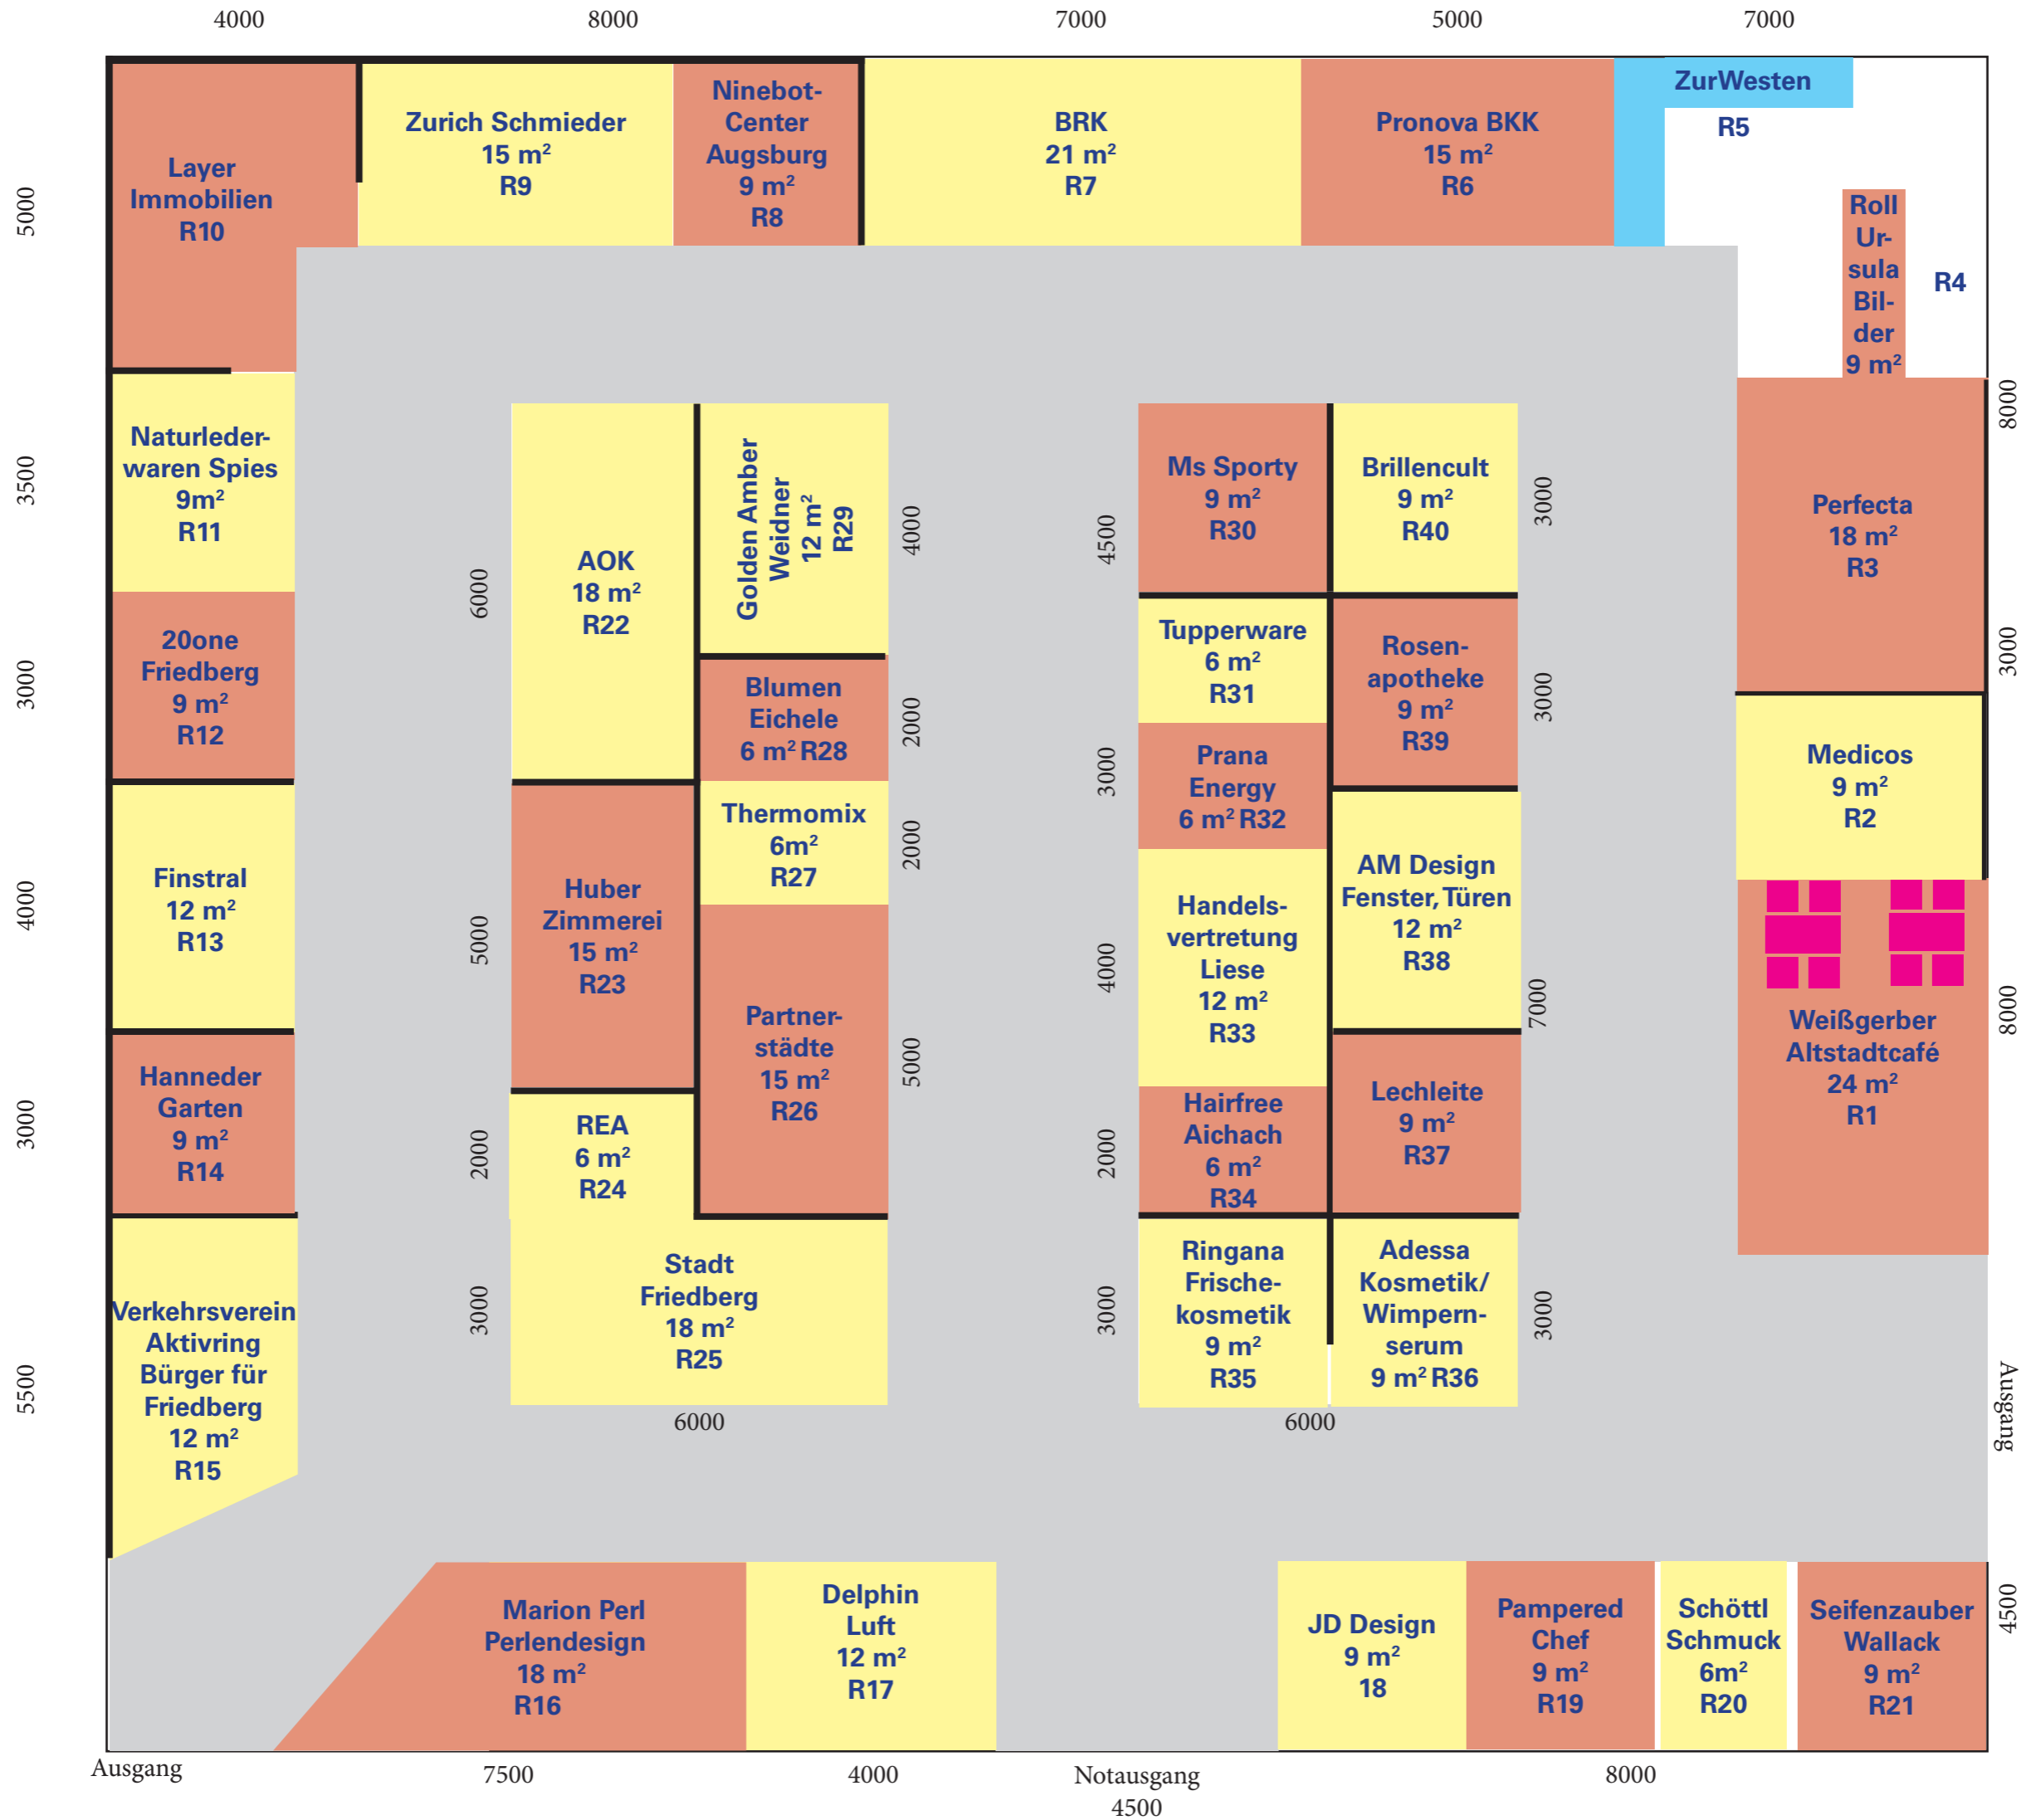 4000
8000
7000
5000
7000
Layer
Immobilien
R10
Zurich Schmieder
15 m²
R9
Ninebot-
Center
Augsburg
9 m²
R8
BRK
21 m²
R7
Pronova BKK
15 m²
R6
ZurWesten
R5
Roll
Ur-
sula
Bil-
der
9 m²
R4
5000
3500
3000
4000
3000
5500
Naturleder-
waren Spies
9m²
R11
20one
Friedberg
9 m²
R12
Finstral
12 m²
R13
Hanneder
Garten
9 m²
R14
Verkehrsverein
Aktivring
Bürger für
Friedberg
12 m²
R15
6000
5000
2000
3000
AOK
18 m²
R22
Huber
Zimmerei
15 m²
R23
REA
6 m²
R24
Stadt
Friedberg
18 m²
R25
6000
Golden Amber
Weidner
12 m²
R29
Blumen
Eichele
6 m² R28
Thermomix
6m²
R27
Partner-
städte
15 m²
R26
4000
2000
2000
5000
4500
3000
4000
2000
3000
Ms Sporty
9 m²
R30
Tupperware
6 m²
R31
Prana
Energy
6 m² R32
Handels-
vertretung
Liese
12 m²
R33
Hairfree
Aichach
6 m²
R34
Ringana
Frische-
kosmetik
9 m²
R35
Brillencult
9 m²
R40
Rosen-
apotheke
9 m²
R39
AM Design
Fenster, Türen
12 m²
R38
Lechleite
9 m²
R37
Adessa
Kosmetik/
Wimpern-
serum
9 m² R36
6000
3000
3000
7000
3000
Perfecta
18 m²
R3
Medicos
9 m²
R2
Weißgerber
Altstadtcafé
24 m²
R1
8000
3000
8000
Ausgang
4500
Marion Perl
Perlendesign
18 m²
R16
Delphin
Luft
12 m²
R17
JD Design
9 m²
18
Pampered
Chef
9 m²
R19
Schöttl
Schmuck
6m²
R20
Seifenzauber
Wallack
9 m²
R21
Ausgang
7500
4000
Notausgang
4500
8000